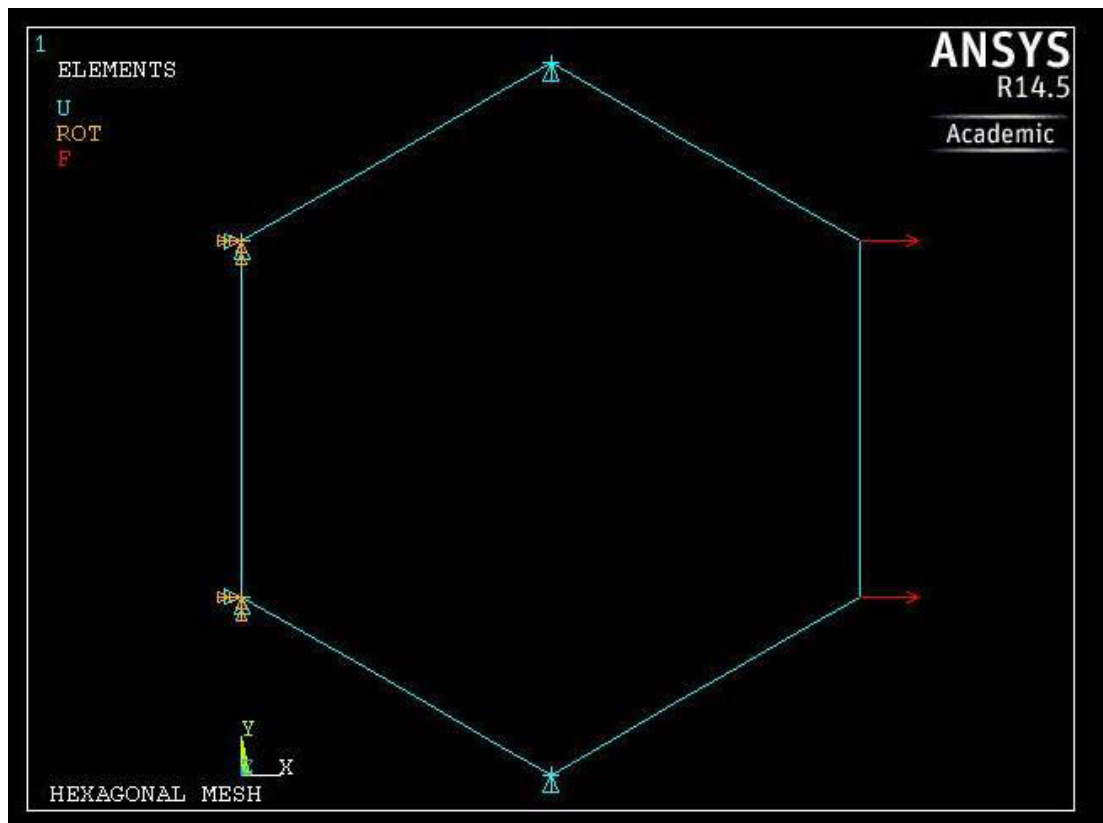 1
ELEMENTS
U
ROT
F
ANSYS
R14.5
Academic
Y
X
HEXAGONAL MESH